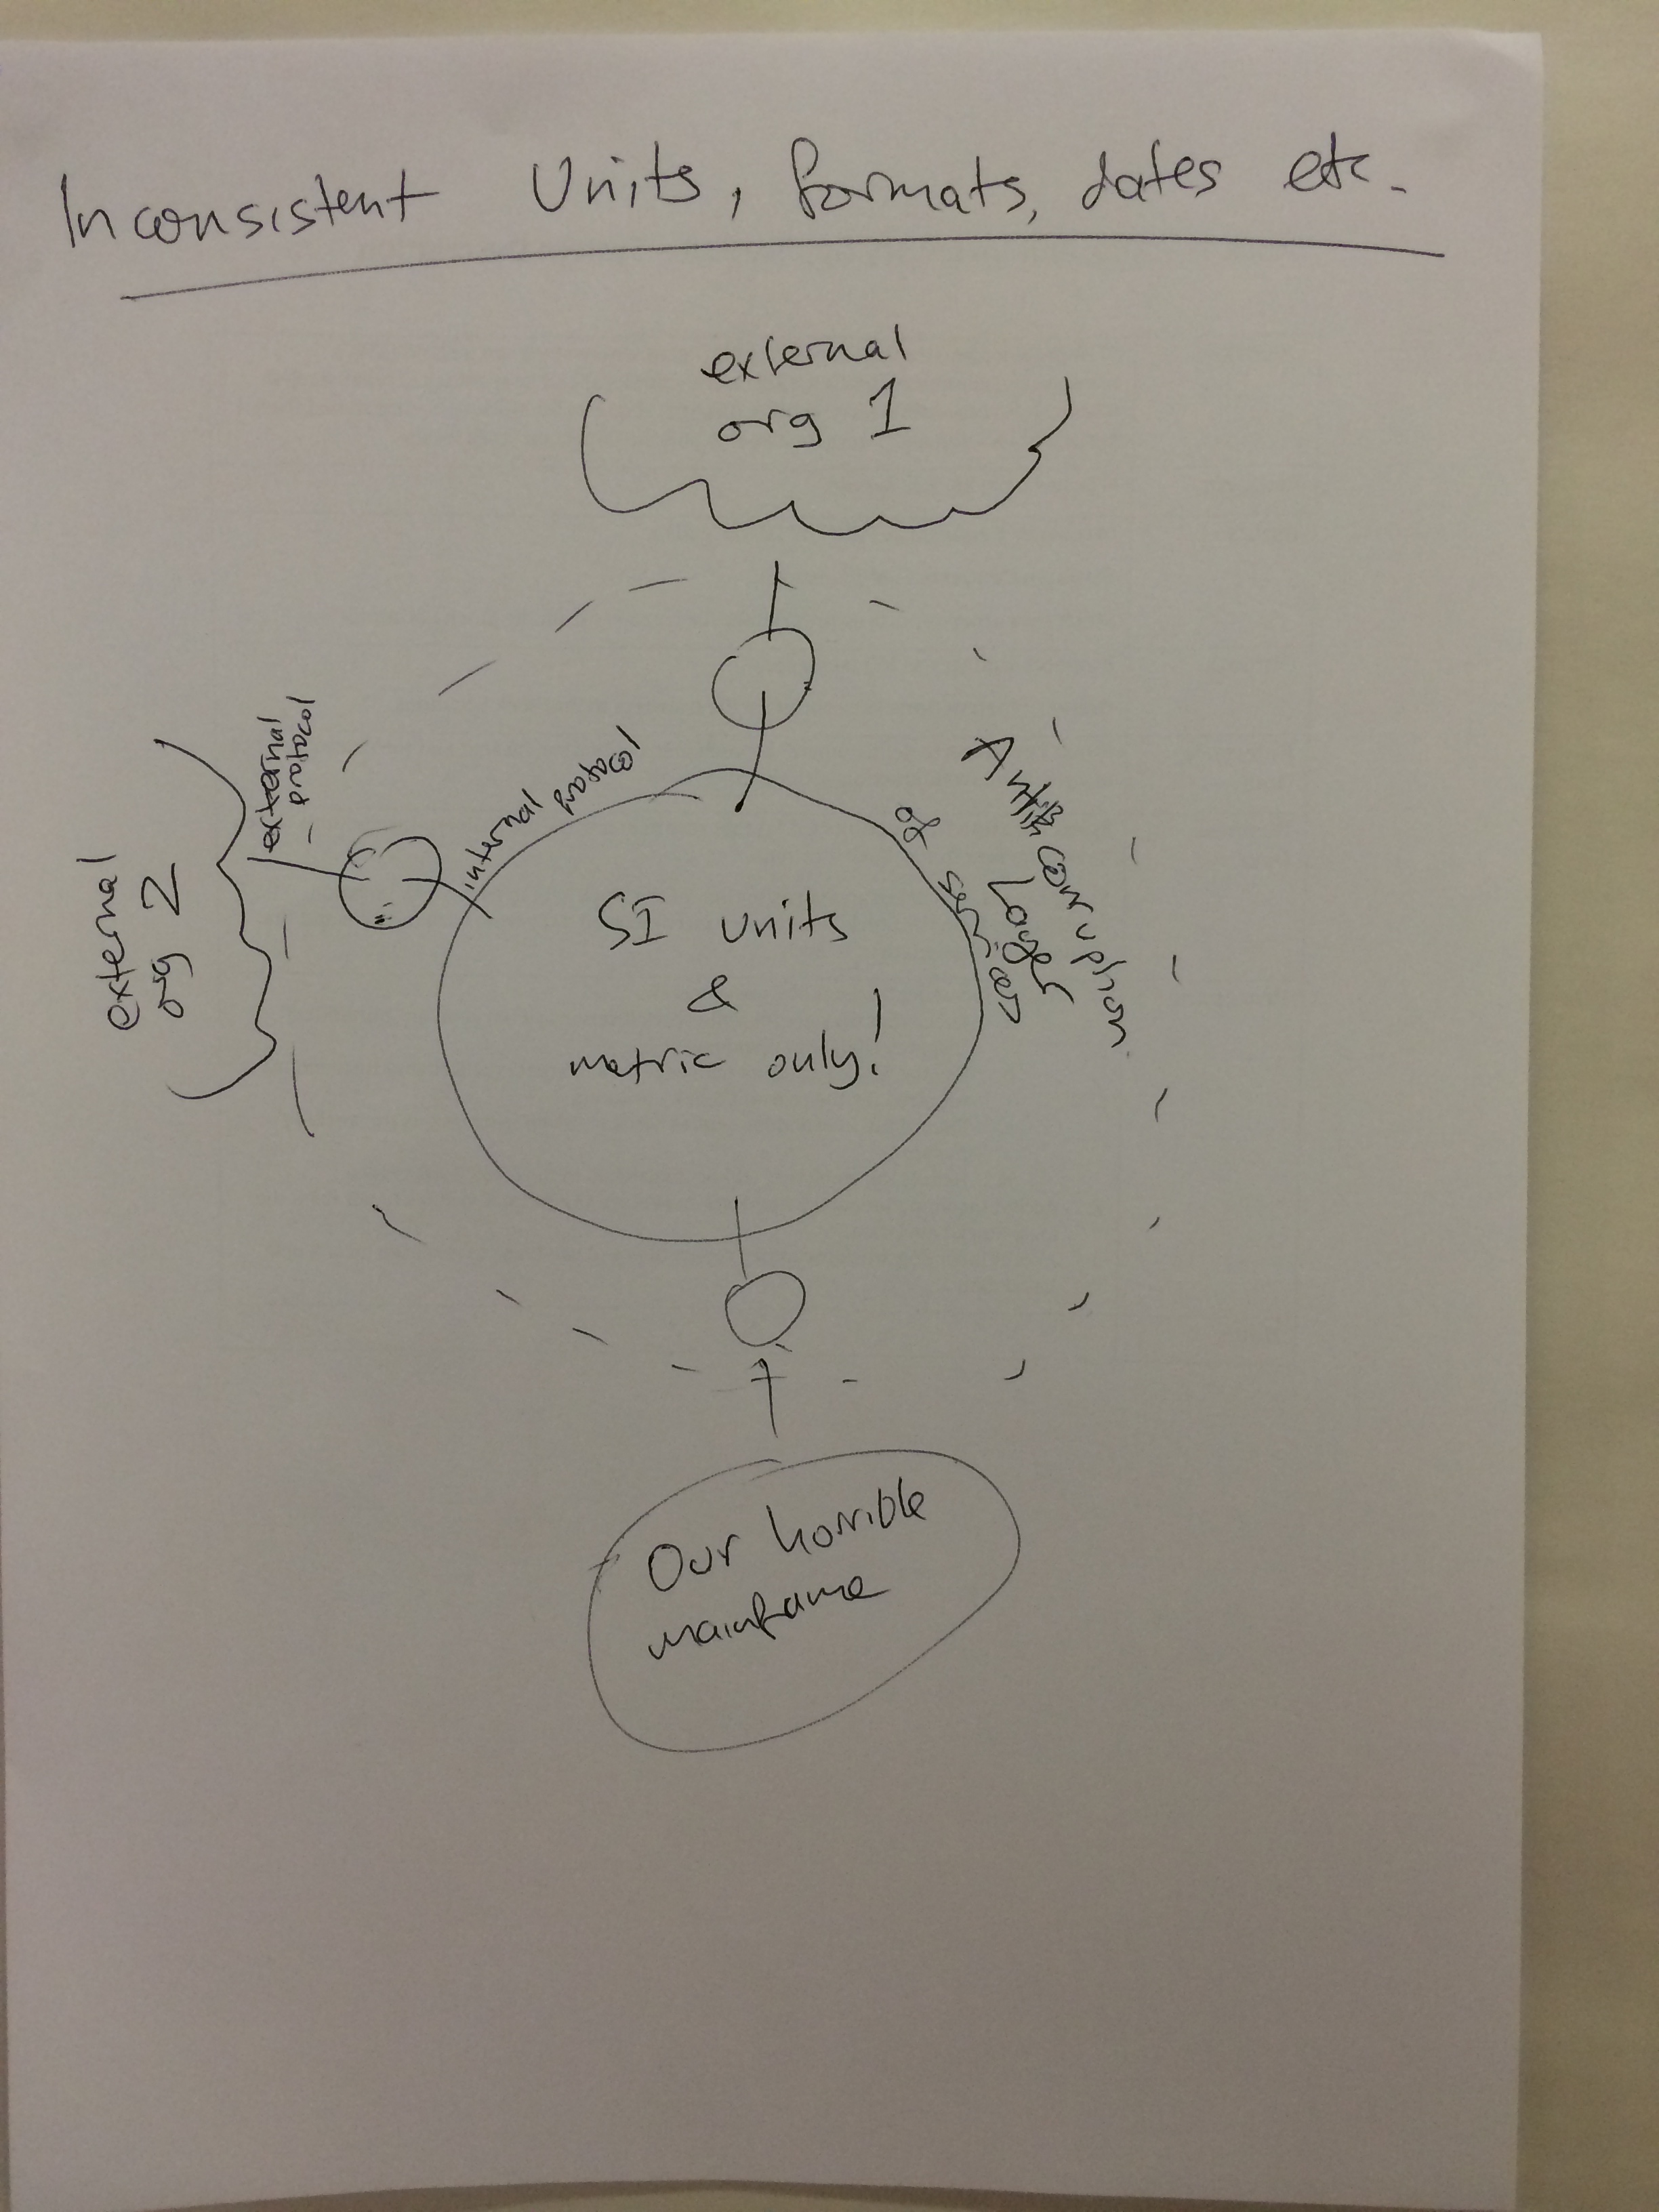 Inconsistent Units, formats, dates etc.
external
org 1
external
protocol
internal
external
org 2
Anti corruption
Layer
of services
SI units
&
metric only!
Our horrible
mainframe